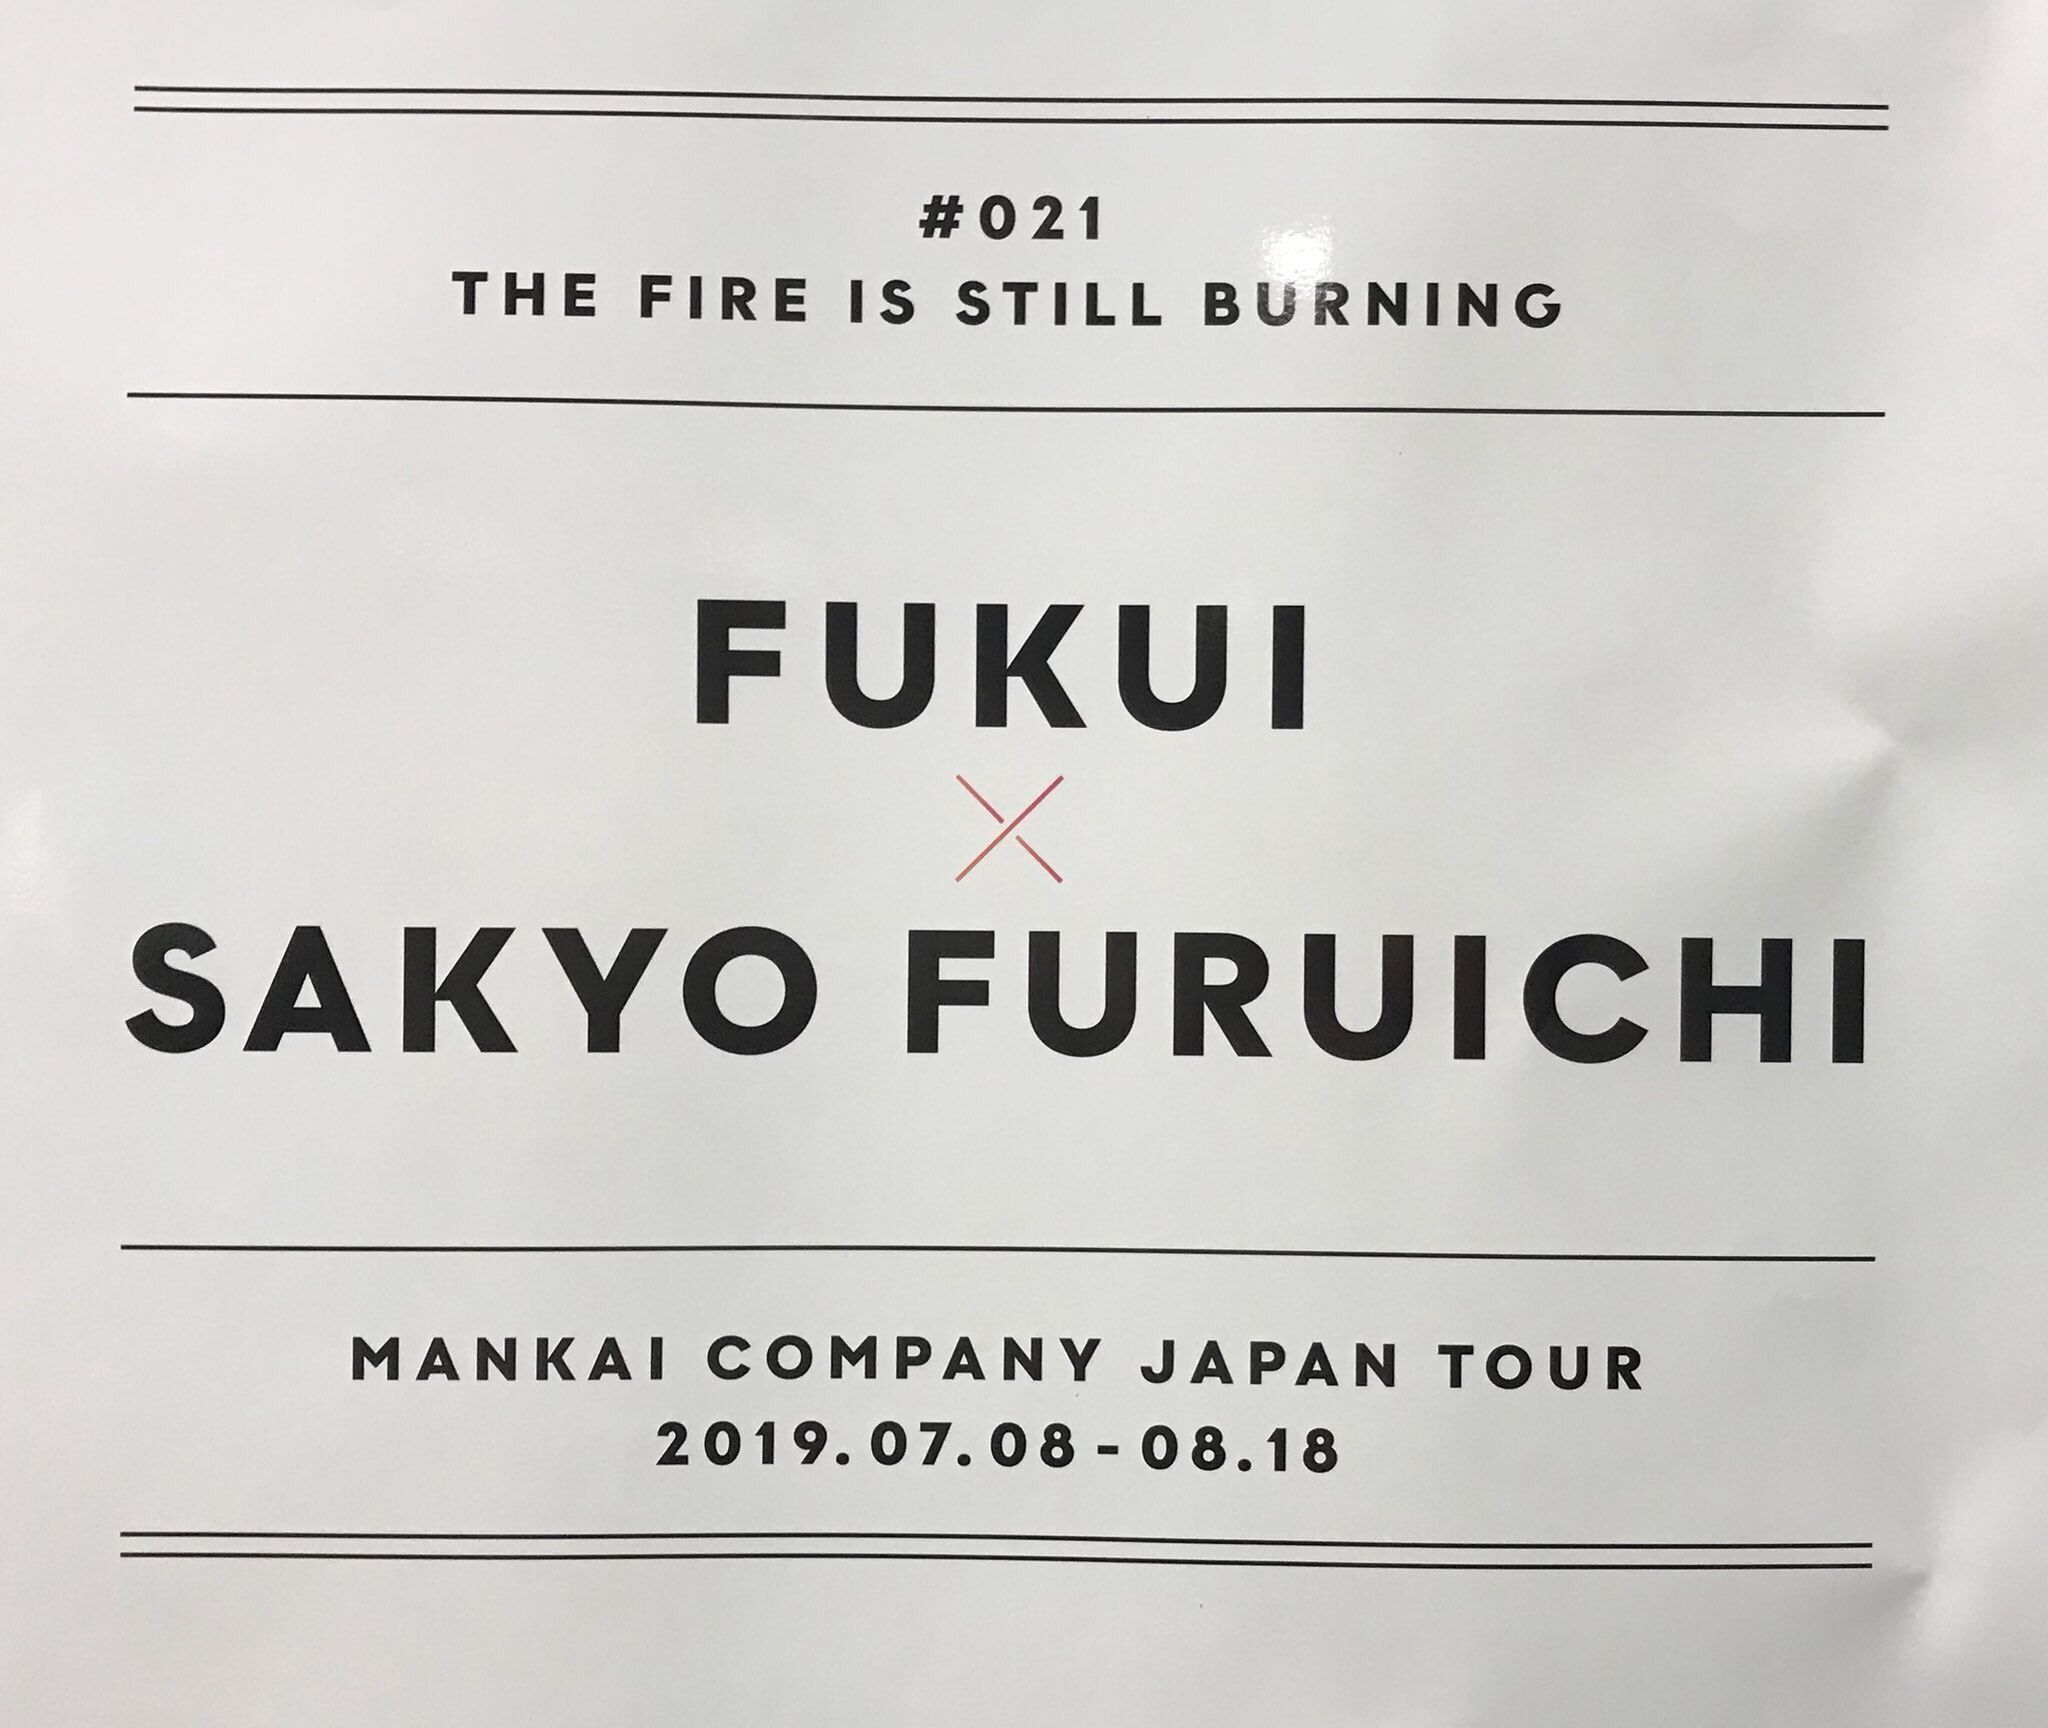 #021
THE FIRE IS STILL BURNING
FUKUI
×
SAKYO FURUICHI
MANKAI COMPANY JAPAN TOUR
2019.07.08-08.18